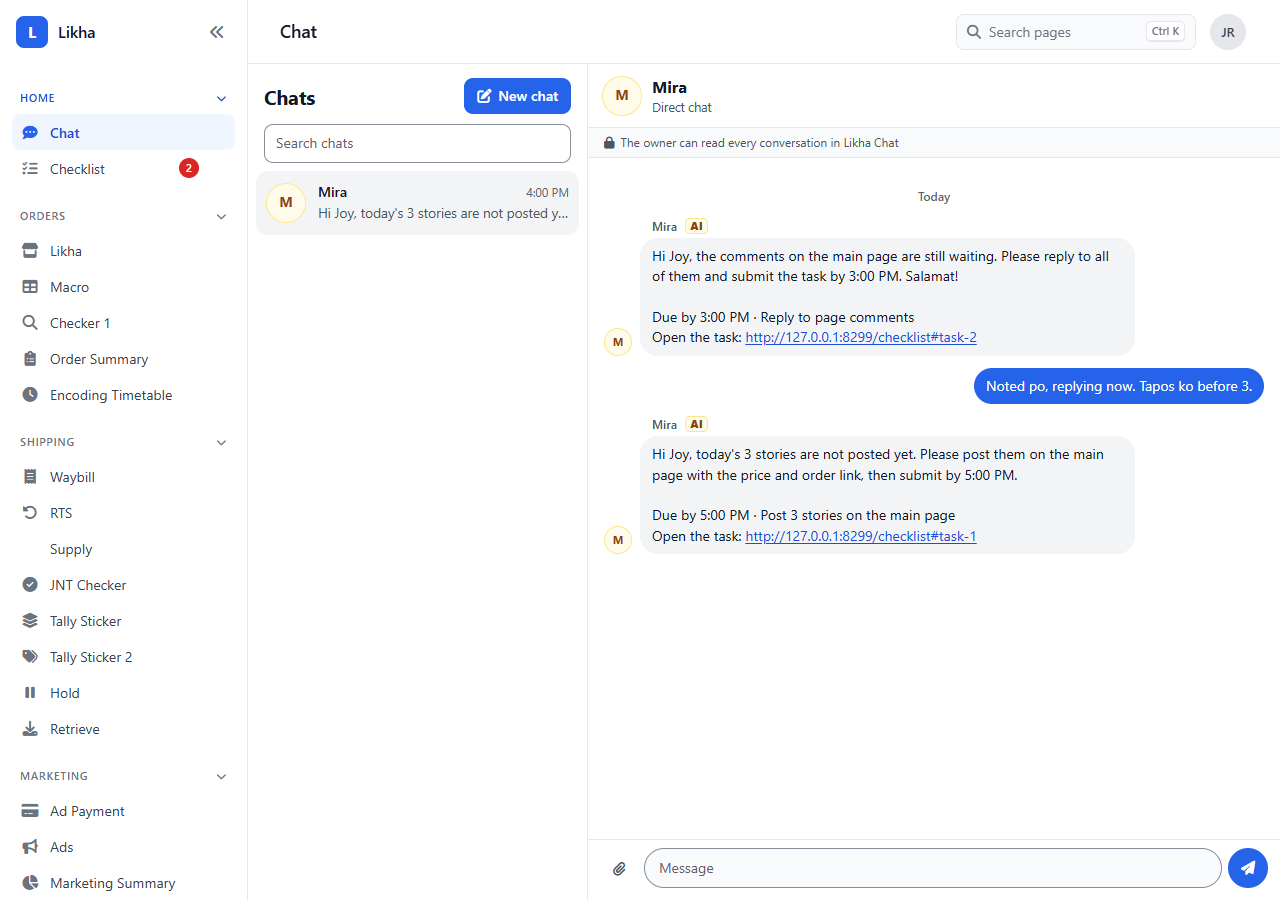 L Likha
HOME
Chat
Checklist 2
ORDERS
Likha
Macro
Checker 1
Order Summary
Encoding Timetable
SHIPPING
Waybill
RTS
Supply
JNT Checker
Tally Sticker
Tally Sticker 2
Hold
Retrieve
MARKETING
Ad Payment
Ads
Marketing Summary
Chat
Search pages Ctrl K
JR
Chats
New chat
Search chats
M
Mira 4:00 PM
Hi Joy, today's 3 stories are not posted y...
M
Mira
Direct chat
The owner can read every conversation in Likha Chat
Today
Mira AI
Hi Joy, the comments on the main page are still waiting. Please reply to all
of them and submit the task by 3:00 PM. Salamat!
Due by 3:00 PM · Reply to page comments
Open the task: http://127.0.0.1:8299/checklist#task-2
M
Noted po, replying now. Tapos ko before 3.
Mira AI
Hi Joy, today's 3 stories are not posted yet. Please post them on the main
page with the price and order link, then submit by 5:00 PM.
Due by 5:00 PM · Post 3 stories on the main page
Open the task: http://127.0.0.1:8299/checklist#task-1
M
Message